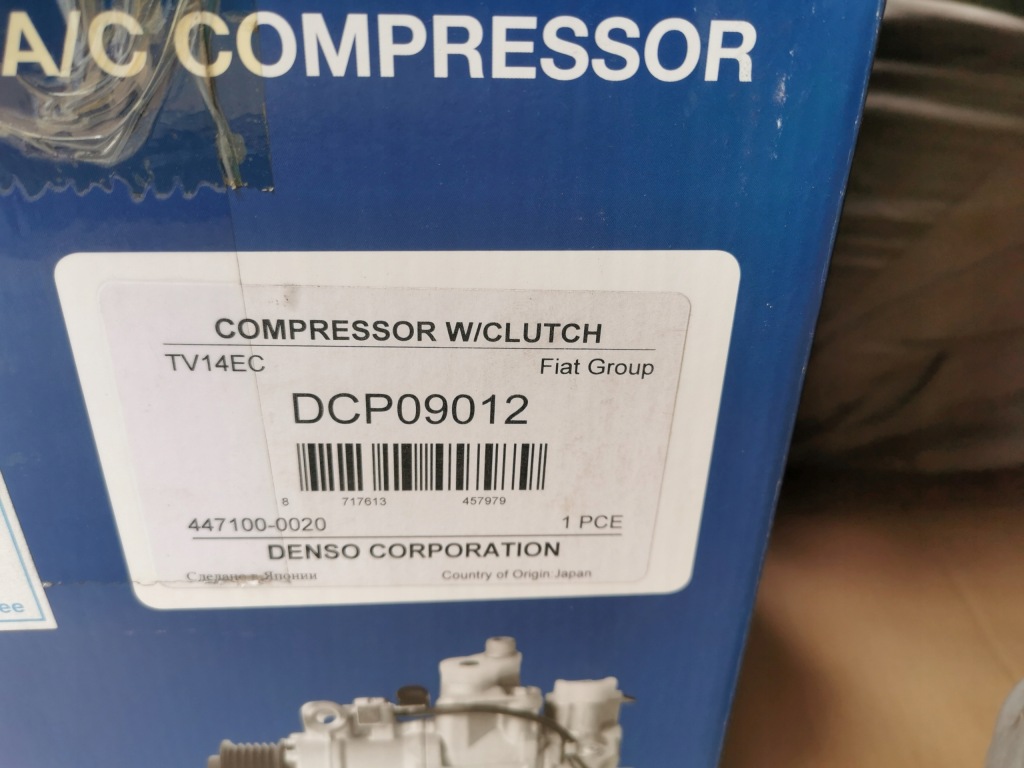 A/C COMPRESSOR
COMPRESSOR W/CLUTCH
TV14EC Fiat Group
DCP09012
8 717613 457979
447100-0020 1 PCE
DENSO CORPORATION
Сделано в Японии Country of Origin Japan
ee